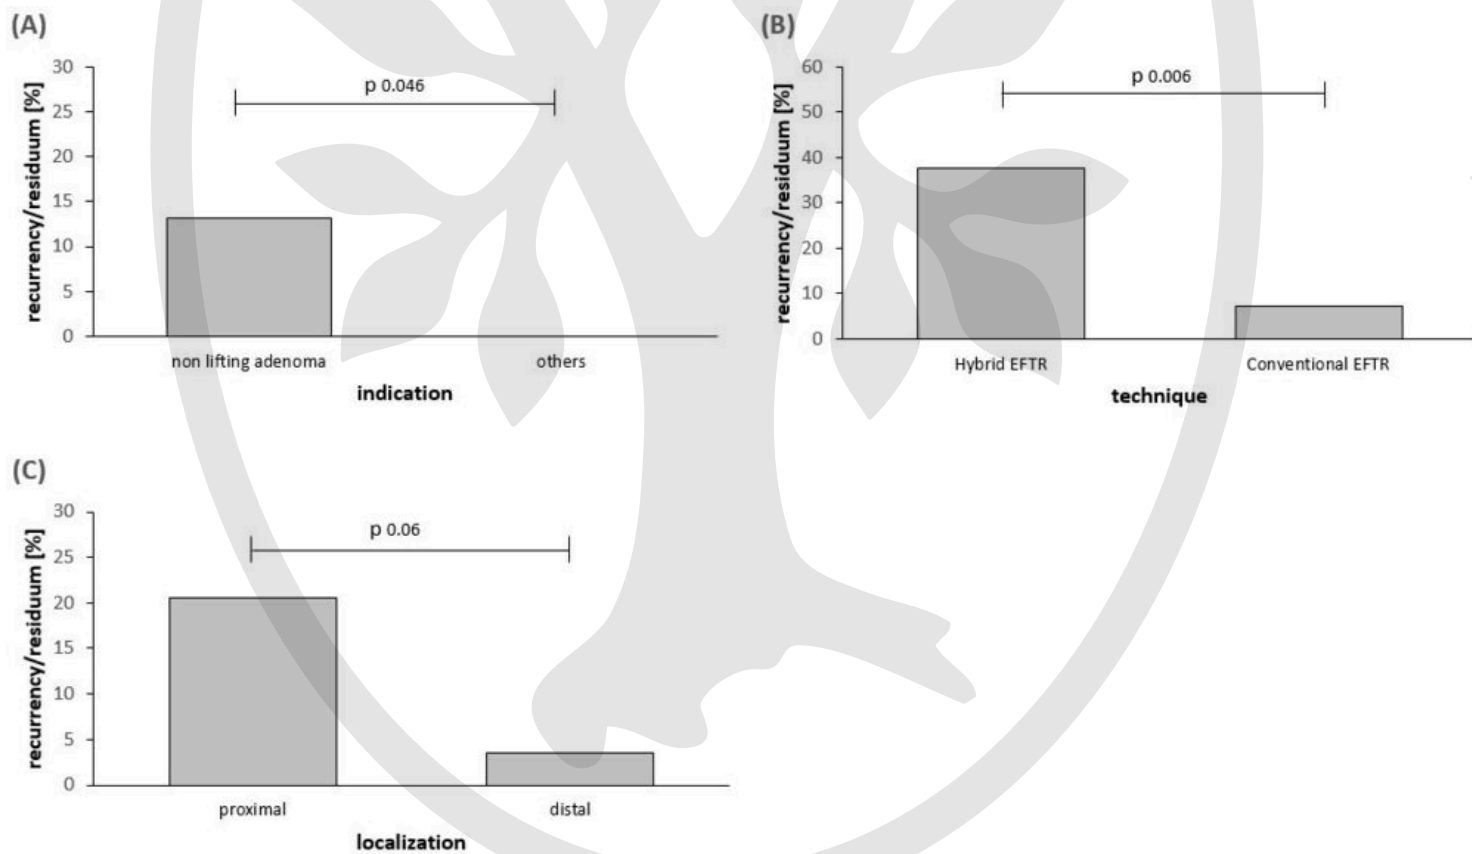 (A)
30
25
20
15
10
5
0
recurrency/residuum [%]
p 0.046
non lifting adenoma
others
indication
(B)
60
50
40
30
20
10
0
recurrency/residuum [%]
p 0.006
Hybrid EFTR
Conventional EFTR
technique
(C)
30
25
20
15
10
5
0
recurrency/residuum [%]
p 0.06
proximal
distal
localization